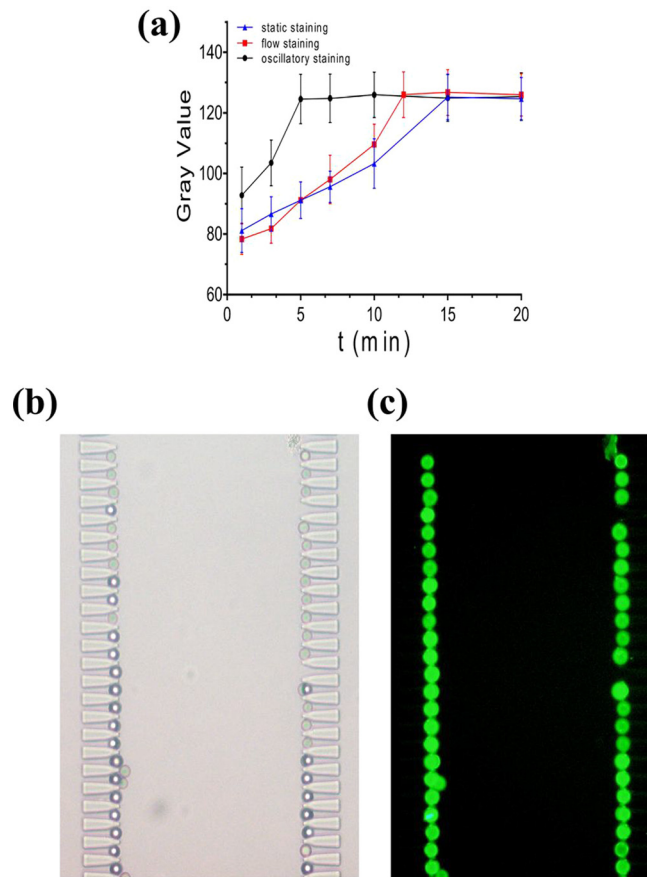 (a)
static staining
flow staining
oscillatory staining
140
120
100
80
60
Gray Value
0 5 10 15 20
t (min)
(b) (c)